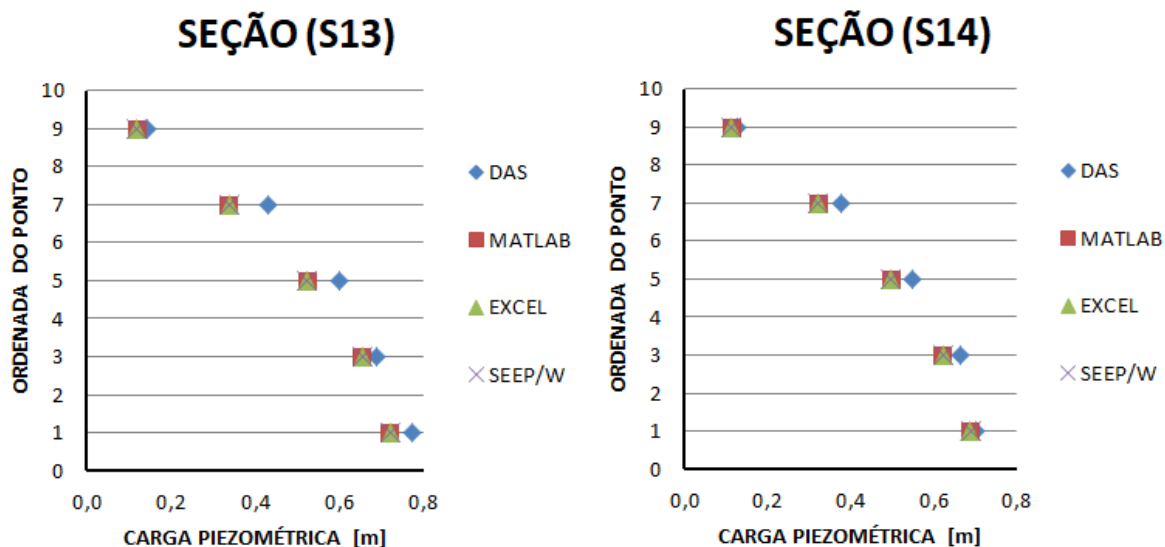 SEÇÃO (S13)
ORDENADA DO PONTO
10
9
8
7
6
5
4
3
2
1
0
0,0 0,2 0,4 0,6 0,8
CARGA PIEZOMÉTRICA [m]
DAS
MATLAB
EXCEL
SEEP/W
SEÇÃO (S14)
ORDENADA DO PONTO
10
9
8
7
6
5
4
3
2
1
0
0,0 0,2 0,4 0,6 0,8
CARGA PIEZOMÉTRICA [m]
DAS
MATLAB
EXCEL
SEEP/W